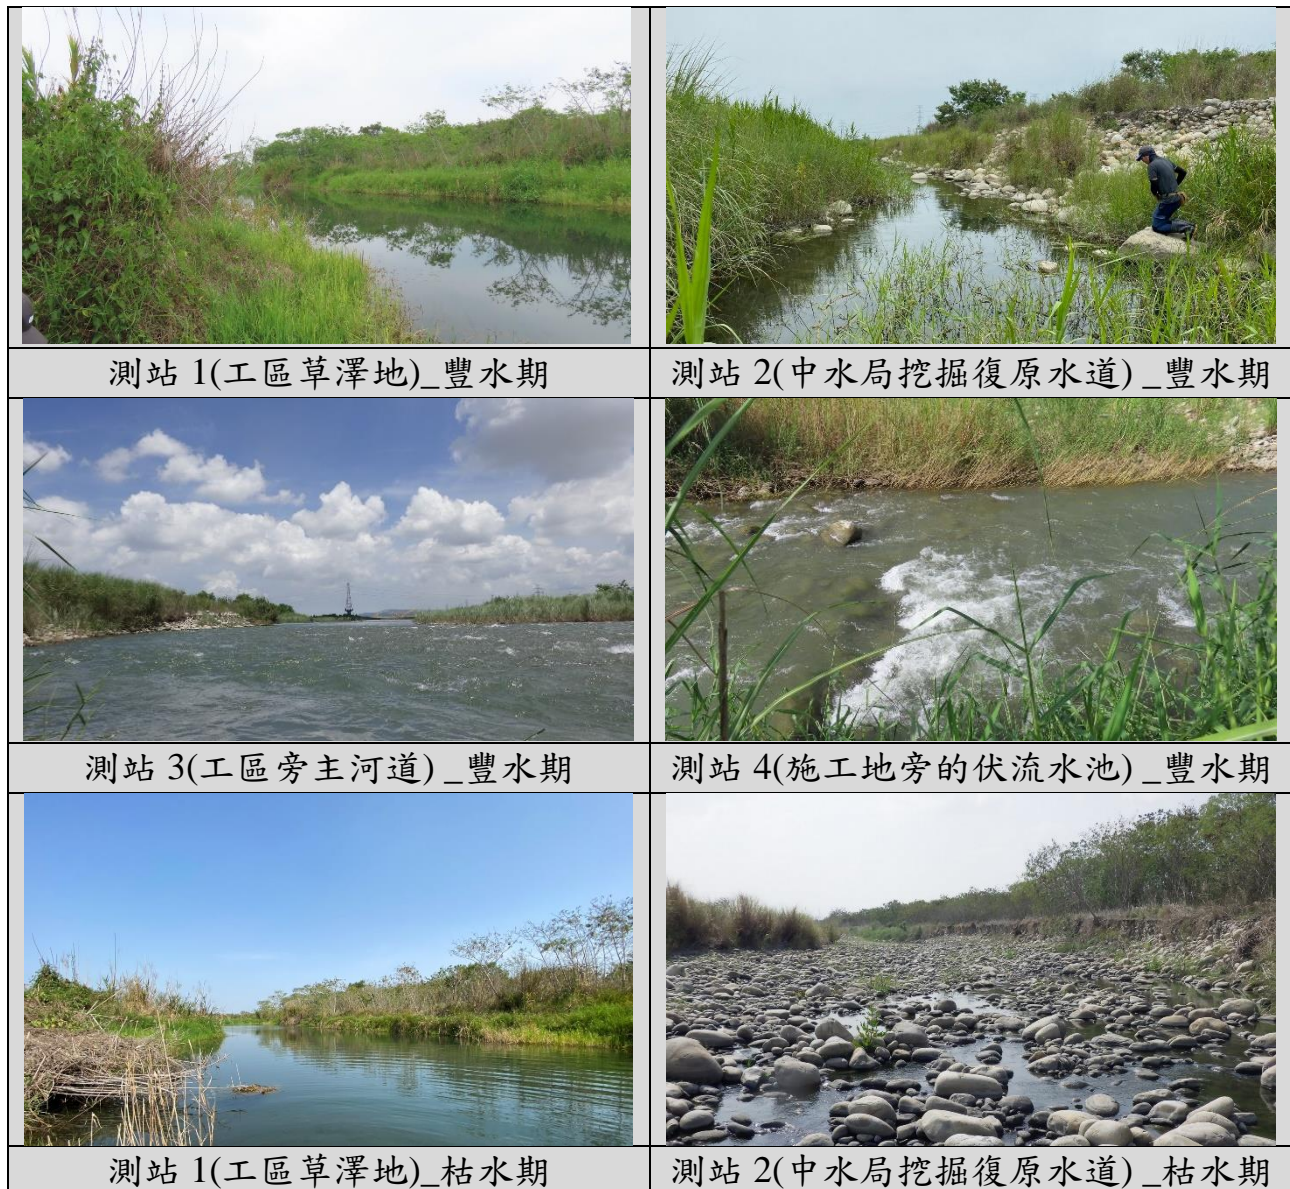 測站 1(工區草澤地)_豐水期
測站 2(中水局挖掘復原水道) _豐水期
測站 3(工區旁主河道) _豐水期
測站 4(施工地旁的伏流水池) _豐水期
測站 1(工區草澤地)_枯水期
測站 2(中水局挖掘復原水道) _枯水期